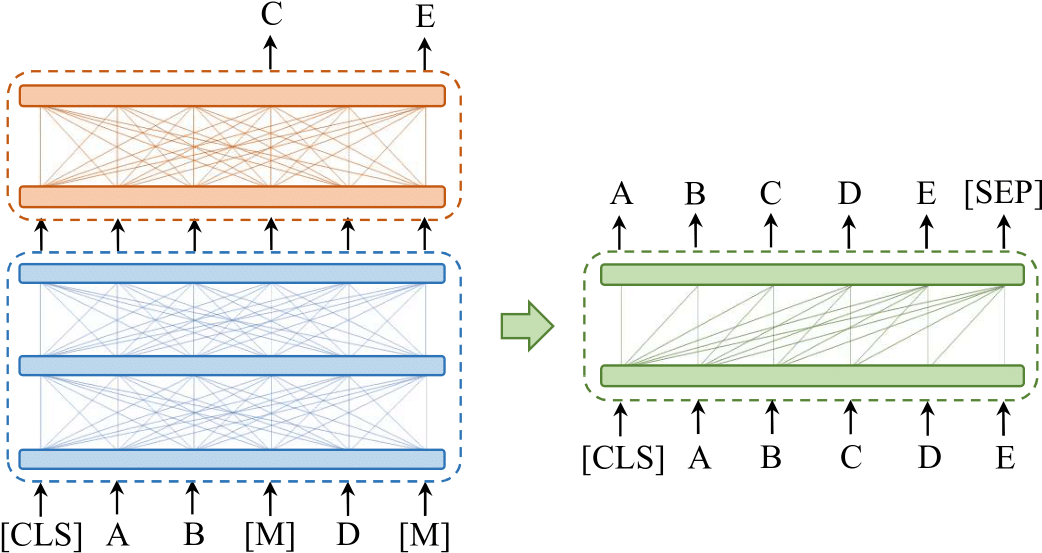 C E
A B C D E [SEP]
[CLS] A B C D E
[CLS] A B [M] D [M]